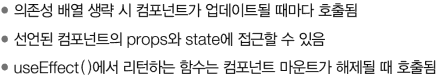 • 의존성 배열 생략 시 컴포넌트가 업데이트될 때마다 호출됨
• 선언된 컴포넌트의 props와 state에 접근할 수 있음
• useEffect()에서 리턴하는 함수는 컴포넌트 마운트가 해제될 때 호출됨